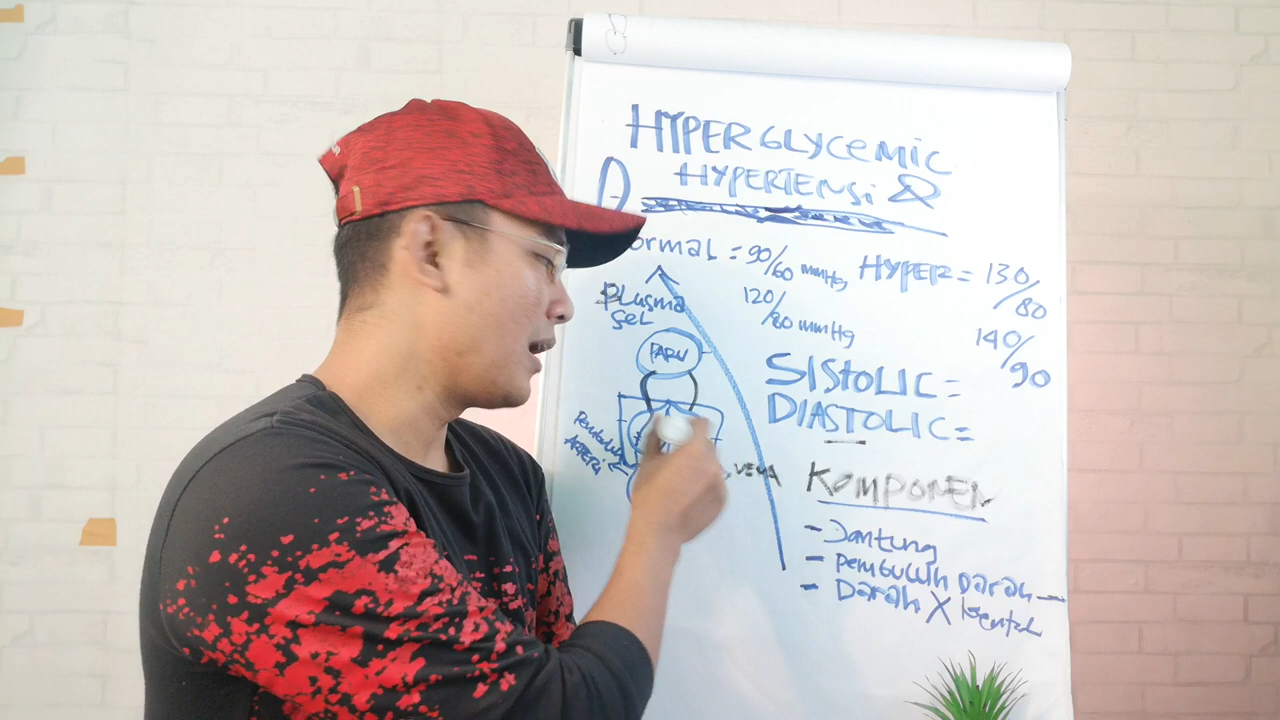 HYPERGLYCEMIC
HYPERTENSi &
ormal = 90/60 mmHg
120/80 mmHg
HYPER = 130/80
140/90
Plasma
sel
PARU
ARTERi
VENA
SistoLiC =
DiAstoLiC =
KOMPONEN
- Jantung
- Pembuluh Darah -
- Darah X kental